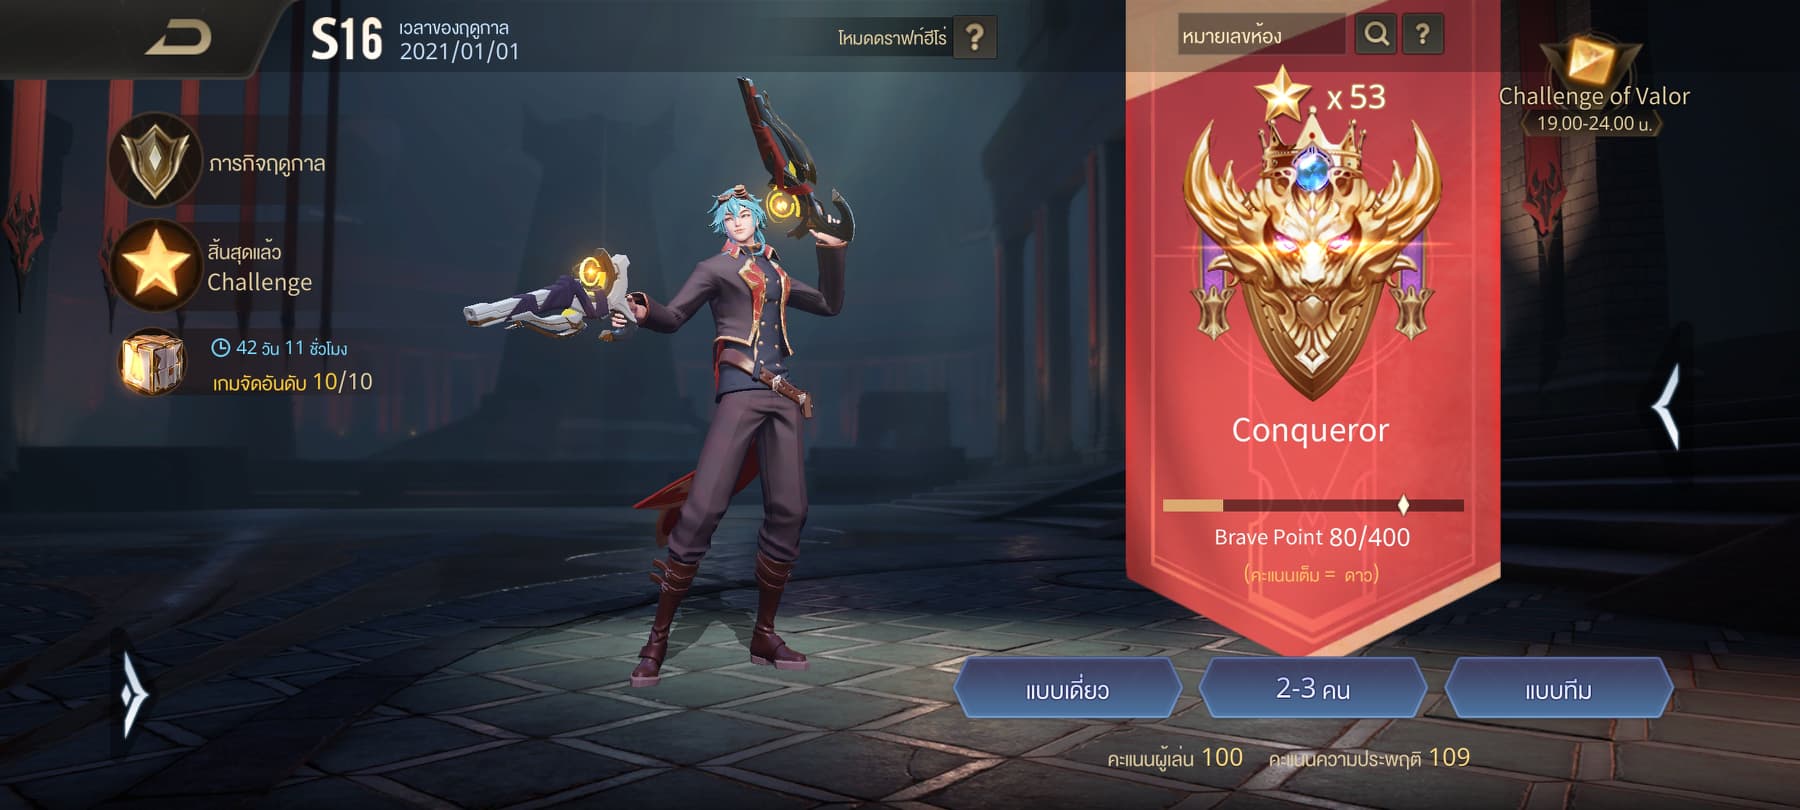 S16
เวลาของฤดูกาล
2021/01/01
โหมดดราฟท์ฮีโร่ ?
หมายเลขห้อง ?
x 53
Challenge of Valor
19.00-24.00 น.
ภารกิจฤดูกาล
สิ้นสุดแล้ว
Challenge
42 วัน 11 ชั่วโมง
เกมจัดอันดับ 10/10
Conqueror
Brave Point 80/400
(คะแนนเต็ม = ดาว)
แบบเดี่ยว
2-3 คน
แบบทีม
คะแนนผู้เล่น 100 คะแนนความประพฤติ 109